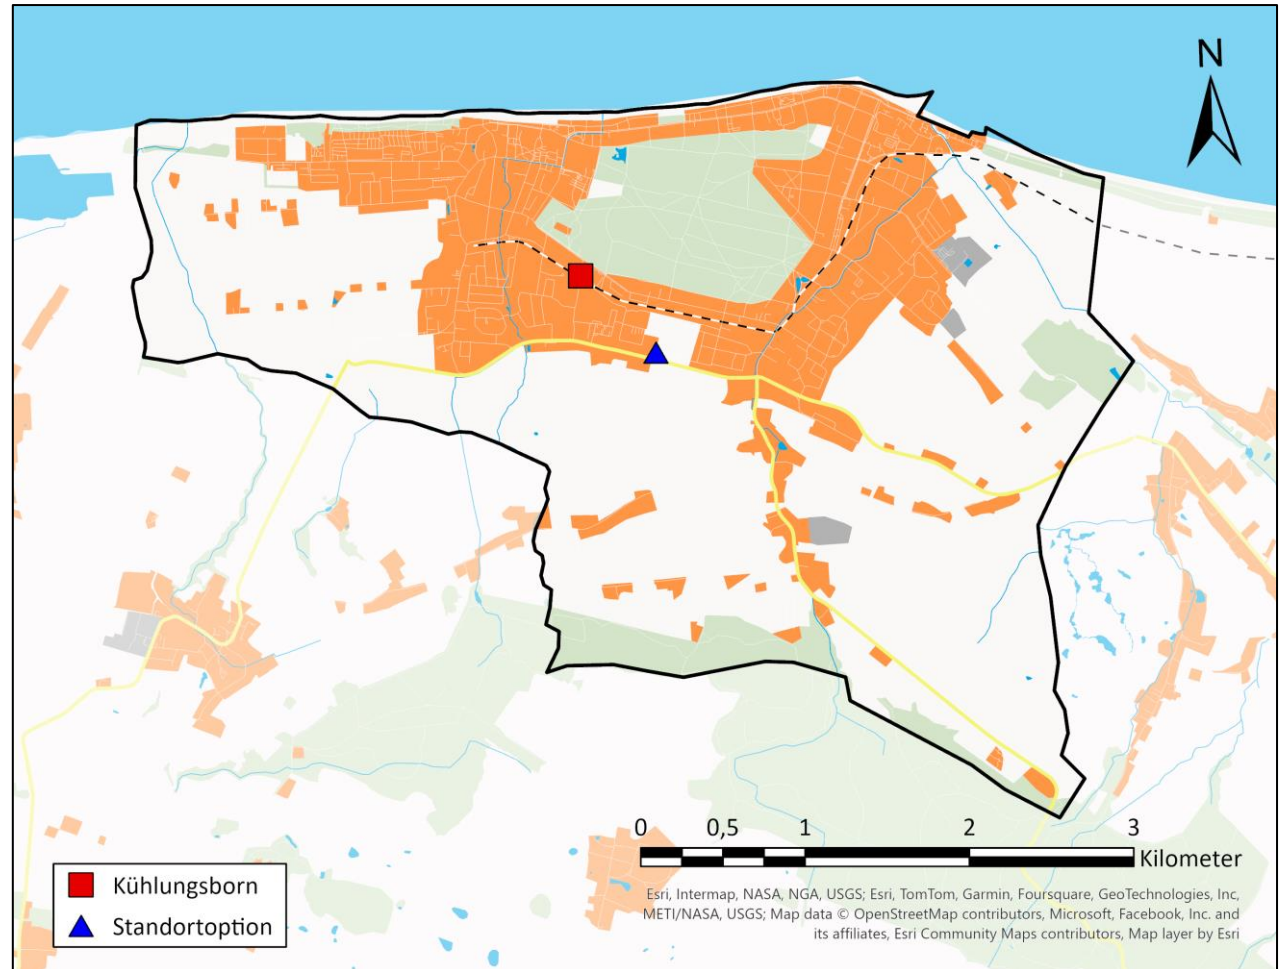 N
0 0,5 1 2 3
Kilometer
Kühlungsborn
Standortoption
Esri, Intermap, NASA, NGA, USGS; Esri, TomTom, Garmin, Foursquare, GeoTechnologies, Inc,
METI/NASA, USGS; Map data © OpenStreetMap contributors, Microsoft, Facebook, Inc. and
its affiliates, Esri Community Maps contributors, Map layer by Esri